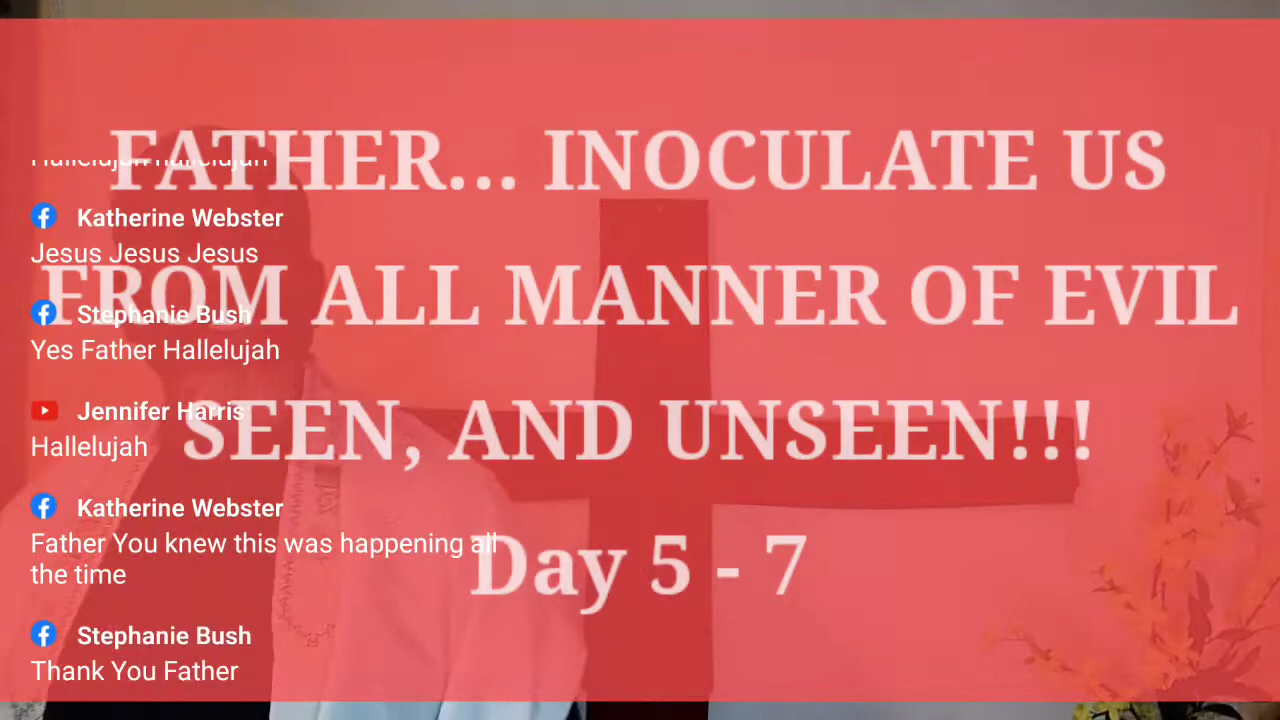 FATHER... INOCULATE US
FROM ALL MANNER OF EVIL
SEEN, AND UNSEEN!!!
Day 5 - 7
Hallelujah Hallelujah
Katherine Webster
Jesus Jesus Jesus
Stephanie Bush
Yes Father Hallelujah
Jennifer Harris
Hallelujah
Katherine Webster
Father You knew this was happening all
the time
Stephanie Bush
Thank You Father